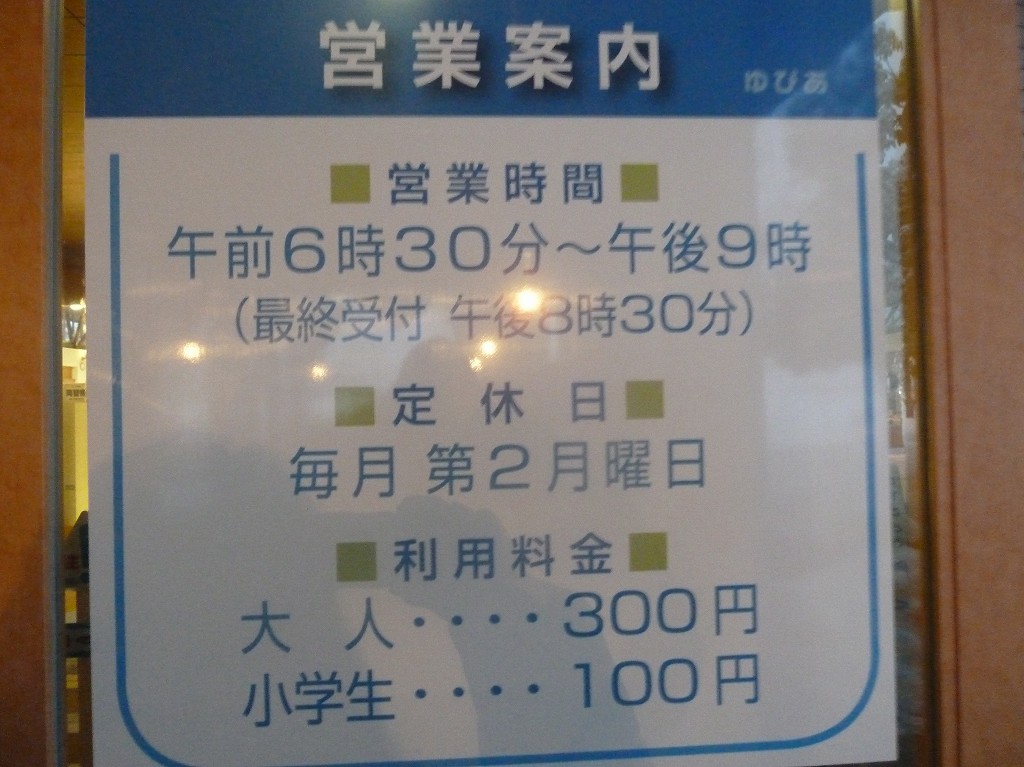 営業案内 ゆぴあ
■営業時間■
午前6時30分～午後9時
（最終受付 午後8時30分）
■定休日■
毎月 第2月曜日
■利用料金■
大人・・・・300円
小学生・・・・100円